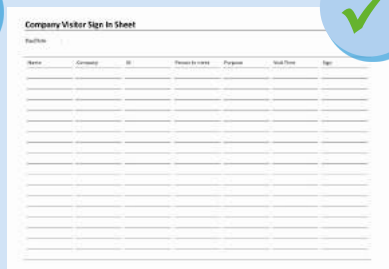 Company Visitor Sign In Sheet
Name Company ID Person to meet Purpose Visit Time Sign